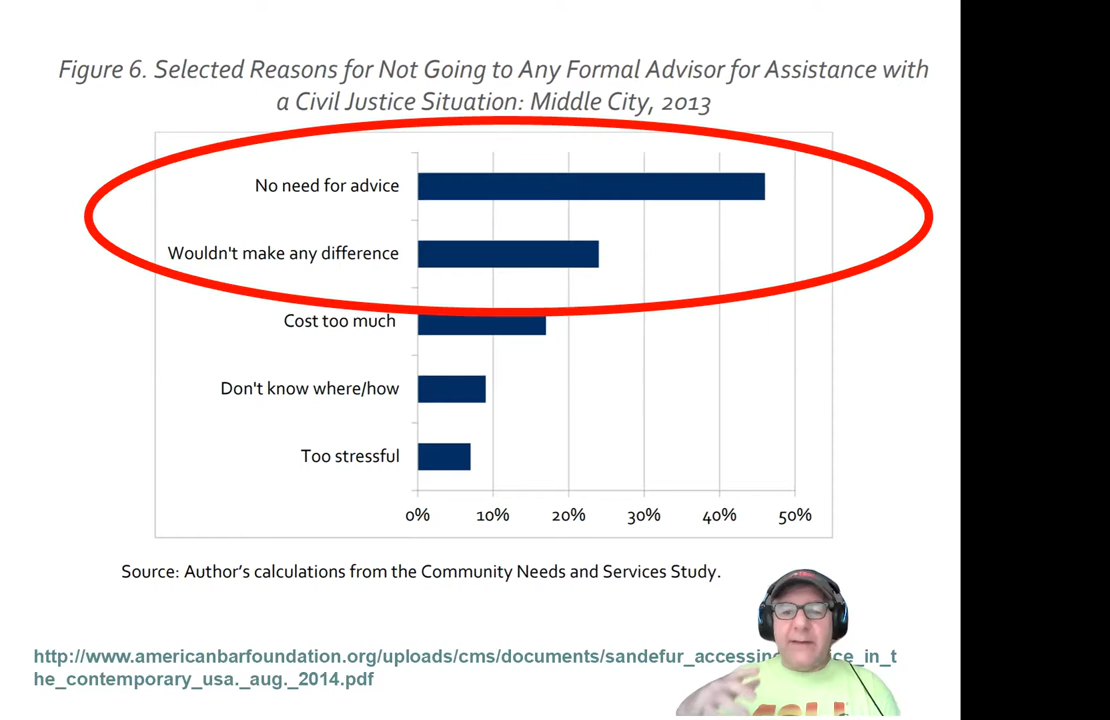 Figure 6. Selected Reasons for Not Going to Any Formal Advisor for Assistance with
a Civil Justice Situation: Middle City, 2013
No need for advice
Wouldn't make any difference
Cost too much
Don't know where/how
Too stressful
0% 10% 20% 30% 40% 50%
Source: Author's calculations from the Community Needs and Services Study.
http://www.americanbarfoundation.org/uploads/cms/documents/sandefur_accessing ice_in_t
he_contemporary_usa._aug._2014.pdf